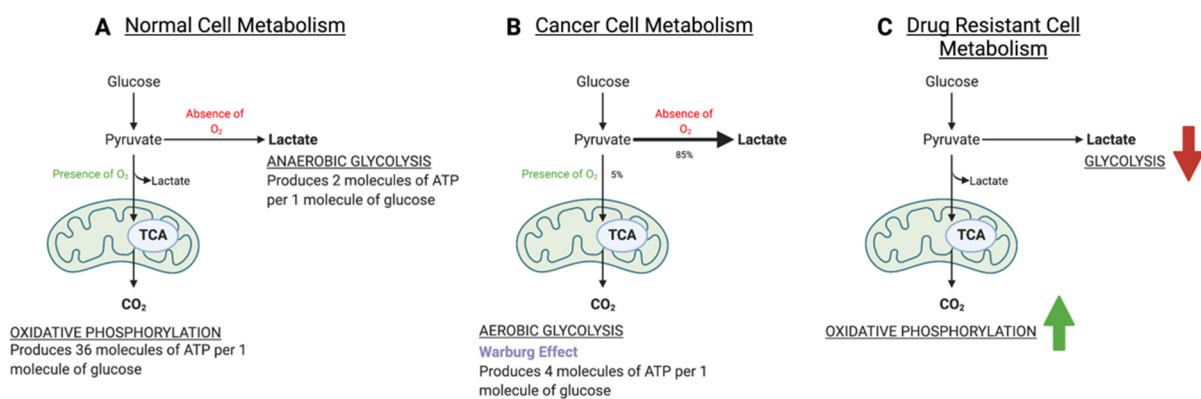 A Normal Cell Metabolism
Glucose
Absence of
O₂
Pyruvate
Lactate
ANAEROBIC GLYCOLYSIS
Produces 2 molecules of ATP
per 1 molecule of glucose
Presence of O₂
Lactate
TCA
CO₂
OXIDATIVE PHOSPHORYLATION
Produces 36 molecules of ATP per 1
molecule of glucose
B Cancer Cell Metabolism
Glucose
Absence of
O₂
Pyruvate
Lactate
85%
Presence of O₂
5%
TCA
CO₂
AEROBIC GLYCOLYSIS
Warburg Effect
Produces 4 molecules of ATP per 1
molecule of glucose
C Drug Resistant Cell
Metabolism
Glucose
Pyruvate
Lactate
GLYCOLYSIS
Lactate
TCA
CO₂
OXIDATIVE PHOSPHORYLATION